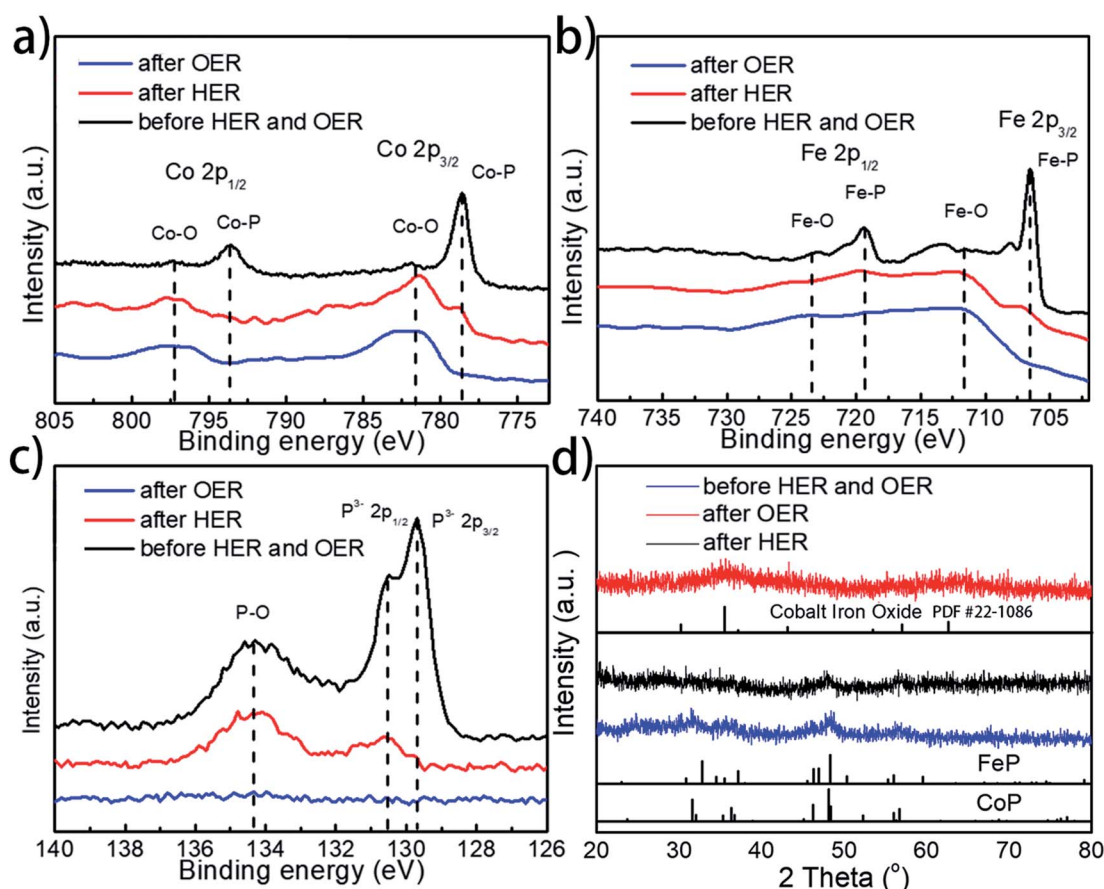 a)
after OER
after HER
before HER and OER
Co 2p3/2
Co-P
Co 2p1/2
Co-O
Co-P
Co-O
Intensity (a.u.)
805 797 790 782 775
Binding energy (eV)
b)
after OER
after HER
before HER and OER
Fe 2p3/2
Fe-P
Fe 2p1/2
Fe-P
Fe-O
Fe-O
Intensity (a.u.)
740 735 730 725 720 715 710 705
Binding energy (eV)
c)
after OER
after HER
before HER and OER
P3- 2p1/2
P3- 2p3/2
P-O
Intensity (a.u.)
140 138 136 134 132 130 128 126
Binding energy (eV)
d)
before HER and OER
after OER
after HER
Cobalt Iron Oxide PDF #22-1086
FeP
CoP
Intensity (a.u.)
20 30 40 50 60 70 80
2 Theta (o)